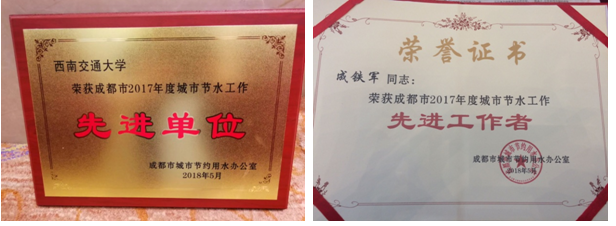 西南交通大学
荣获成都市2017年度城市节水工作
先进单位
成都市城市节约用水办公室
2018年5月
荣誉证书
成铁军 同志：
荣获成都市2017年度城市节水工作
先进工作者
成都市城市节约用水办公室
2018年5月